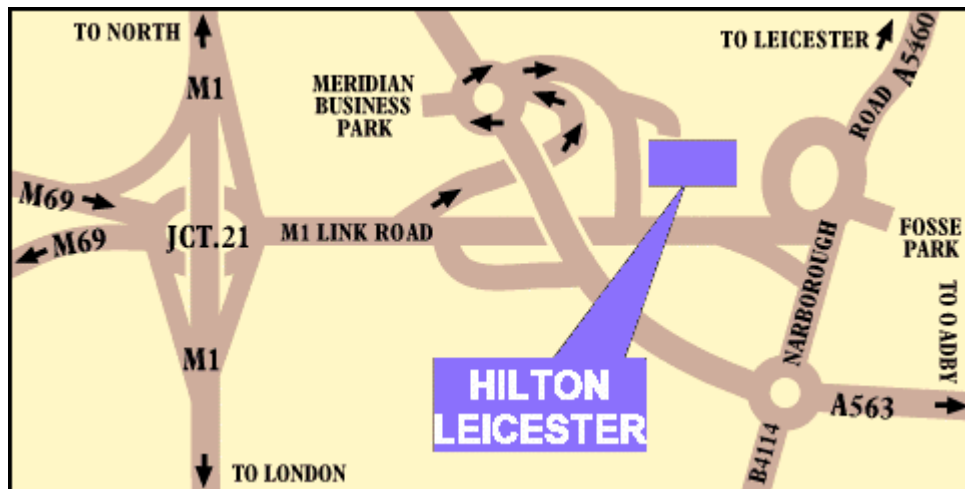 TO NORTH
M1
MERIDIAN
BUSINESS
PARK
TO LEICESTER
ROAD A5460
M69
M69
JCT.21
M1 LINK ROAD
FOSSE
PARK
NARBOROUGH
TO OADBY
M1
HILTON
LEICESTER
A563
B4114
TO LONDON